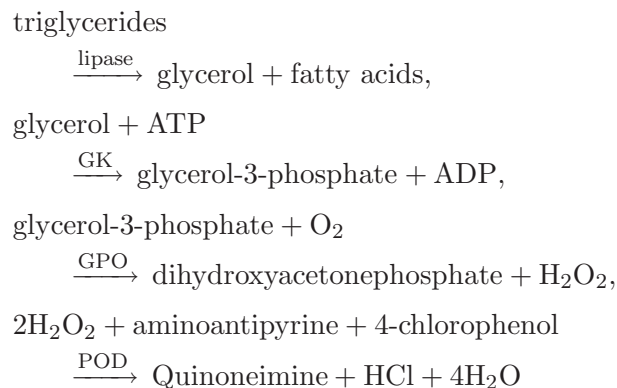 triglycerides
lipase
⟶ glycerol + fatty acids,
glycerol + ATP
GK
⟶ glycerol-3-phosphate + ADP,
glycerol-3-phosphate + O₂
GPO
⟶ dihydroxyacetonephosphate + H₂O₂,
2H₂O₂ + aminoantipyrine + 4-chlorophenol
POD
⟶ Quinoneimine + HCl + 4H₂O